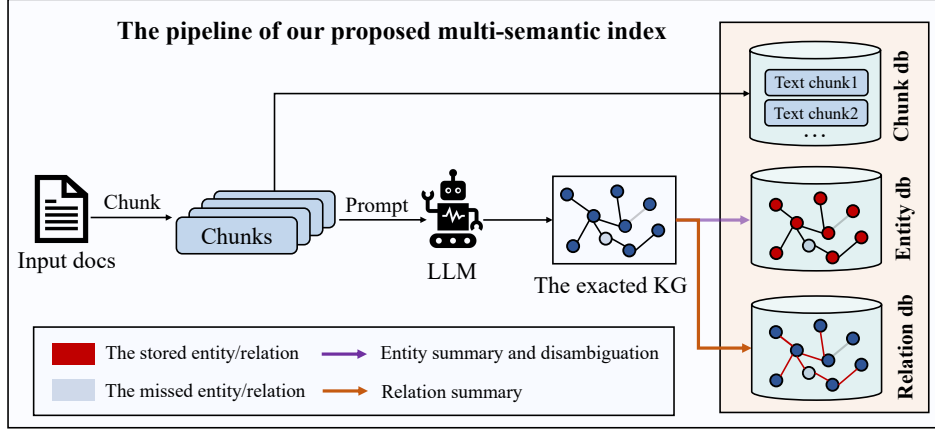 The pipeline of our proposed multi-semantic index
Text chunk1
Text chunk2
...
Chunk db
Chunk
Prompt
Chunks
Input docs
LLM
The exacted KG
Entity db
Relation db
The stored entity/relation
Entity summary and disambiguation
The missed entity/relation
Relation summary